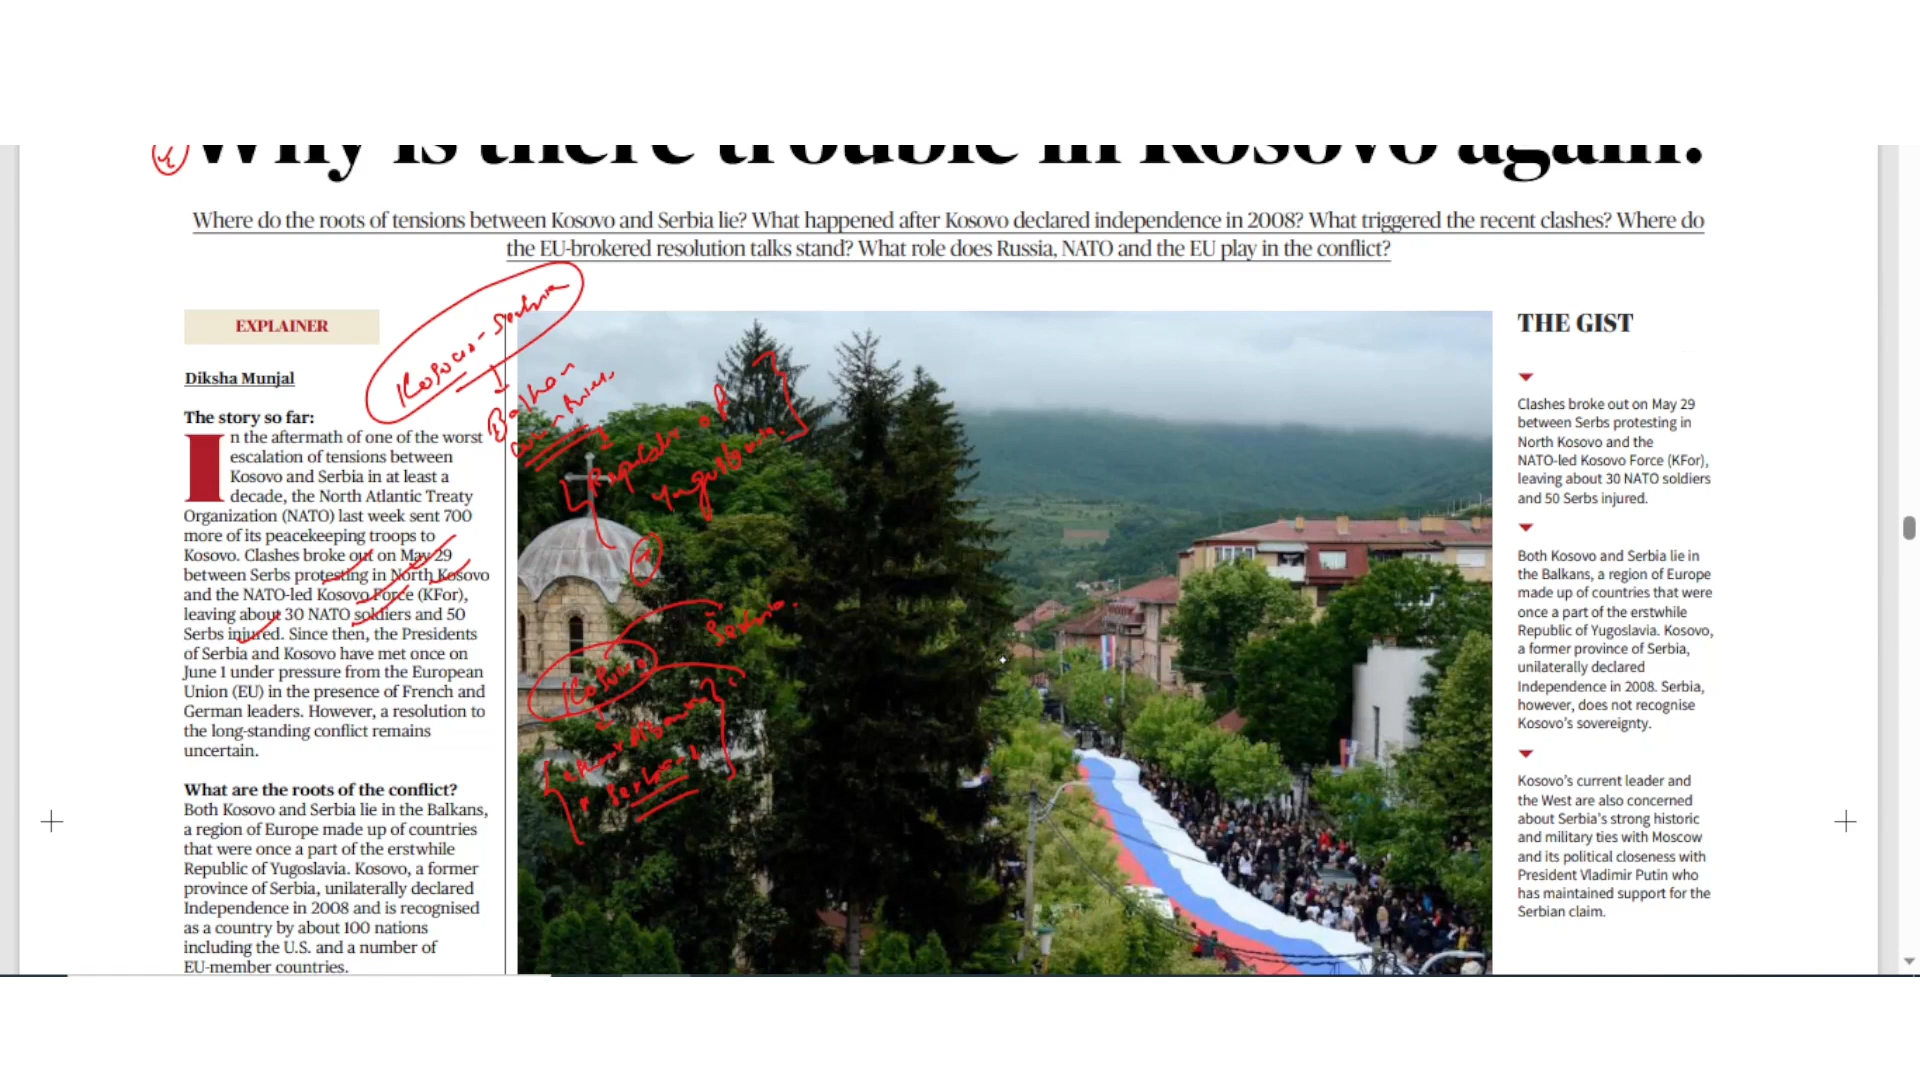 Why is there trouble in Kosovo again?
Where do the roots of tensions between Kosovo and Serbia lie? What happened after Kosovo declared independence in 2008? What triggered the recent clashes? Where do
the EU-brokered resolution talks stand? What role does Russia, NATO and the EU play in the conflict?
EXPLAINER
Diksha Munjal
The story so far:
In the aftermath of one of the worst
escalation of tensions between
Kosovo and Serbia in at least a
decade, the North Atlantic Treaty
Organization (NATO) last week sent 700
more of its peacekeeping troops to
Kosovo. Clashes broke out on May 29
between Serbs protesting in North Kosovo
and the NATO-led Kosovo Force (KFor),
leaving about 30 NATO soldiers and 50
Serbs injured. Since then, the Presidents
of Serbia and Kosovo have met once on
June 1 under pressure from the European
Union (EU) in the presence of French and
German leaders. However, a resolution to
the long-standing conflict remains
uncertain.
What are the roots of the conflict?
Both Kosovo and Serbia lie in the Balkans,
a region of Europe made up of countries
that were once a part of the erstwhile
Republic of Yugoslavia. Kosovo, a former
province of Serbia, unilaterally declared
Independence in 2008 and is recognised
as a country by about 100 nations
including the U.S. and a number of
EU-member countries.
Kosovo - Serbia
Balkan
Republic of
Yugoslavia
Serbia
Kosovo
THE GIST
Clashes broke out on May 29
between Serbs protesting in
North Kosovo and the
NATO-led Kosovo Force (KFor),
leaving about 30 NATO soldiers
and 50 Serbs injured.
Both Kosovo and Serbia lie in
the Balkans, a region of Europe
made up of countries that were
once a part of the erstwhile
Republic of Yugoslavia. Kosovo,
a former province of Serbia,
unilaterally declared
Independence in 2008. Serbia,
however, does not recognise
Kosovo's sovereignty.
Kosovo's current leader and
the West are also concerned
about Serbia's strong historic
and military ties with Moscow
and its political closeness with
President Vladimir Putin who
has maintained support for the
Serbian claim.